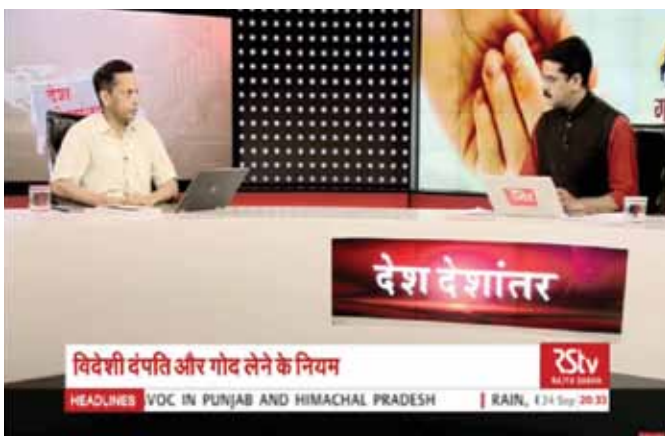 देश
RStv
देश देशांतर
विदेशी दंपति और गोद लेने के नियम
RStv
RAJYA SABHA
HEADLINES VOC IN PUNJAB AND HIMACHAL PRADESH | RAIN, 24 Sep 20:33